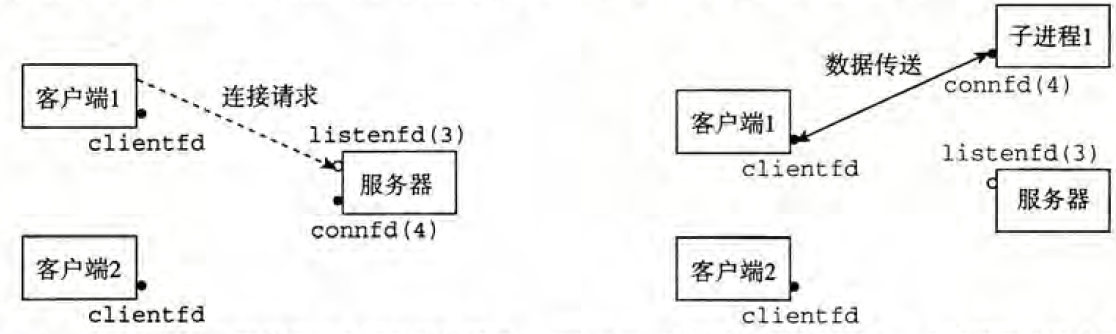 客户端1
clientfd
连接请求
listenfd(3)
服务器
connfd(4)
客户端2
clientfd
子进程1
数据传送
connfd(4)
客户端1
clientfd
listenfd(3)
服务器
客户端2
clientfd